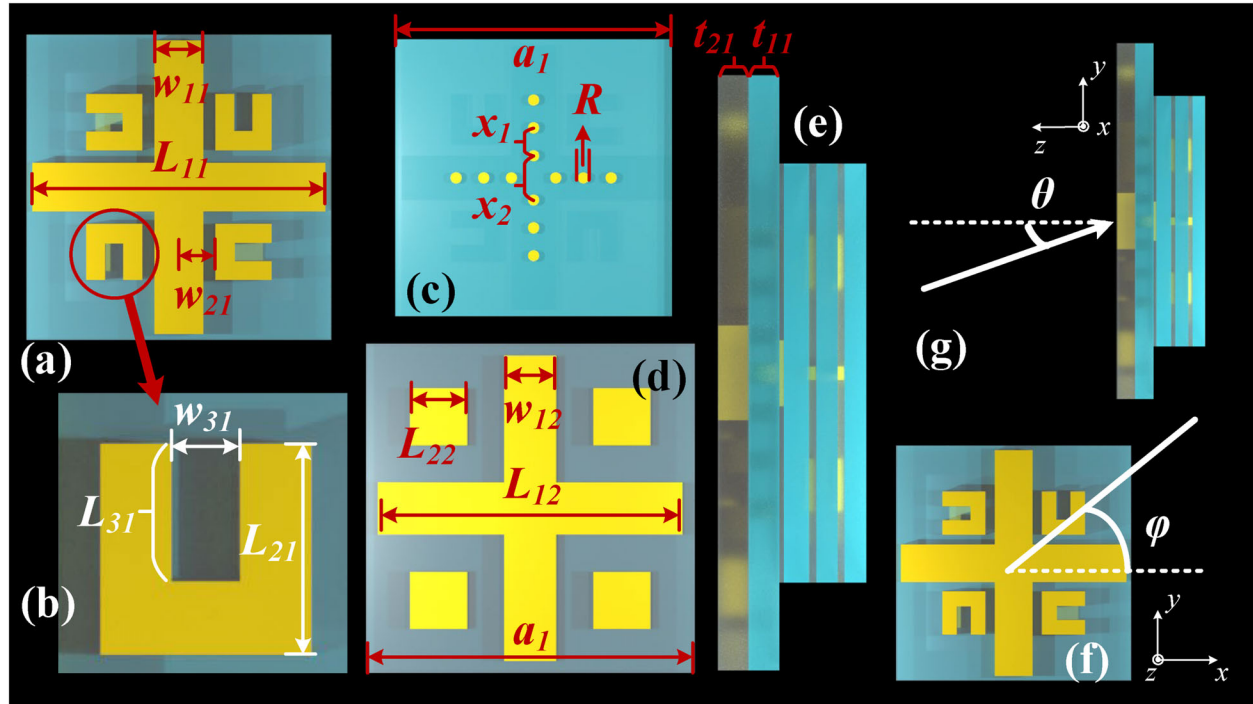 w11
L11
w21
(a)
w31
L31
L21
(b)
a1
R
x1
x2
(c)
(d)
w12
L22
L12
a1
t21 t11
(e)
y
x
z
θ
(g)
φ
y
z
x
(f)